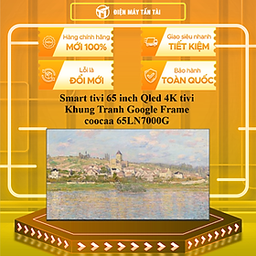 ĐIỆN MÁY TẤN TÀI
Hàng chính hãng
MỚI 100%
Giao siêu nhanh
TIẾT KIỆM
Lỗi là
ĐỔI MỚI
Bảo hành
TOÀN QUỐC
Smart tivi 65 inch Qled 4K tivi
Khung Tranh Google Frame
coocaa 65LN7000G